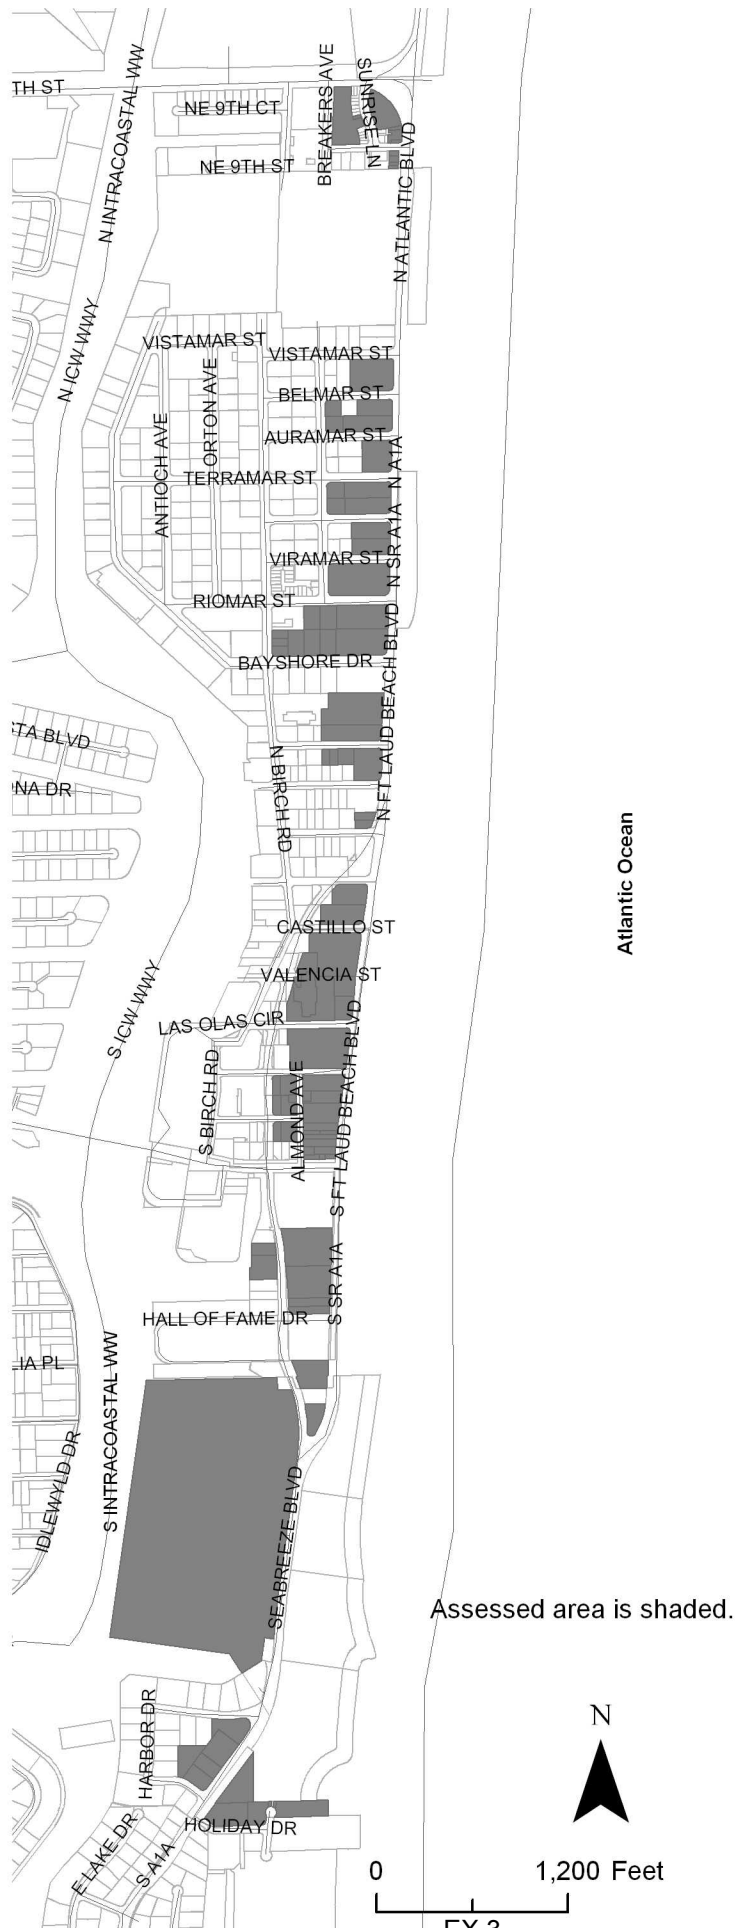 TH ST
N INTRACOASTAL WW
NE 9TH CT
BREAKERS AVE
SUNRISE LN
NE 9TH ST
N ATLANTIC BLVD
N ICW WWY
VISTAMAR ST
VISTAMAR ST
ORTON AVE
BELMAR ST
ANTIOCH AVE
AURAMAR ST
N A1A
TERRAMAR ST
N SR A1A
VIRAMAR ST
RIOMAR ST
BAYSHORE DR
N FT LAUD BEACH BLVD
STA BLVD
N BIRCH RD
ONA DR
Atlantic Ocean
CASTILLO ST
S ICW WWY
VALENCIA ST
LAS OLAS CIR
S BIRCH RD
ALMOND AVE
S FT LAUD BEACH BLVD
S SR A1A
HALL OF FAME DR
LIA PL
S INTRACOASTAL WW
IDLEWYLD DR
SEABREEZE BLVD
Assessed area is shaded.
N
HARBOR DR
HOLIDAY DR
E LAKE DR
S A1A
0 1,200 Feet